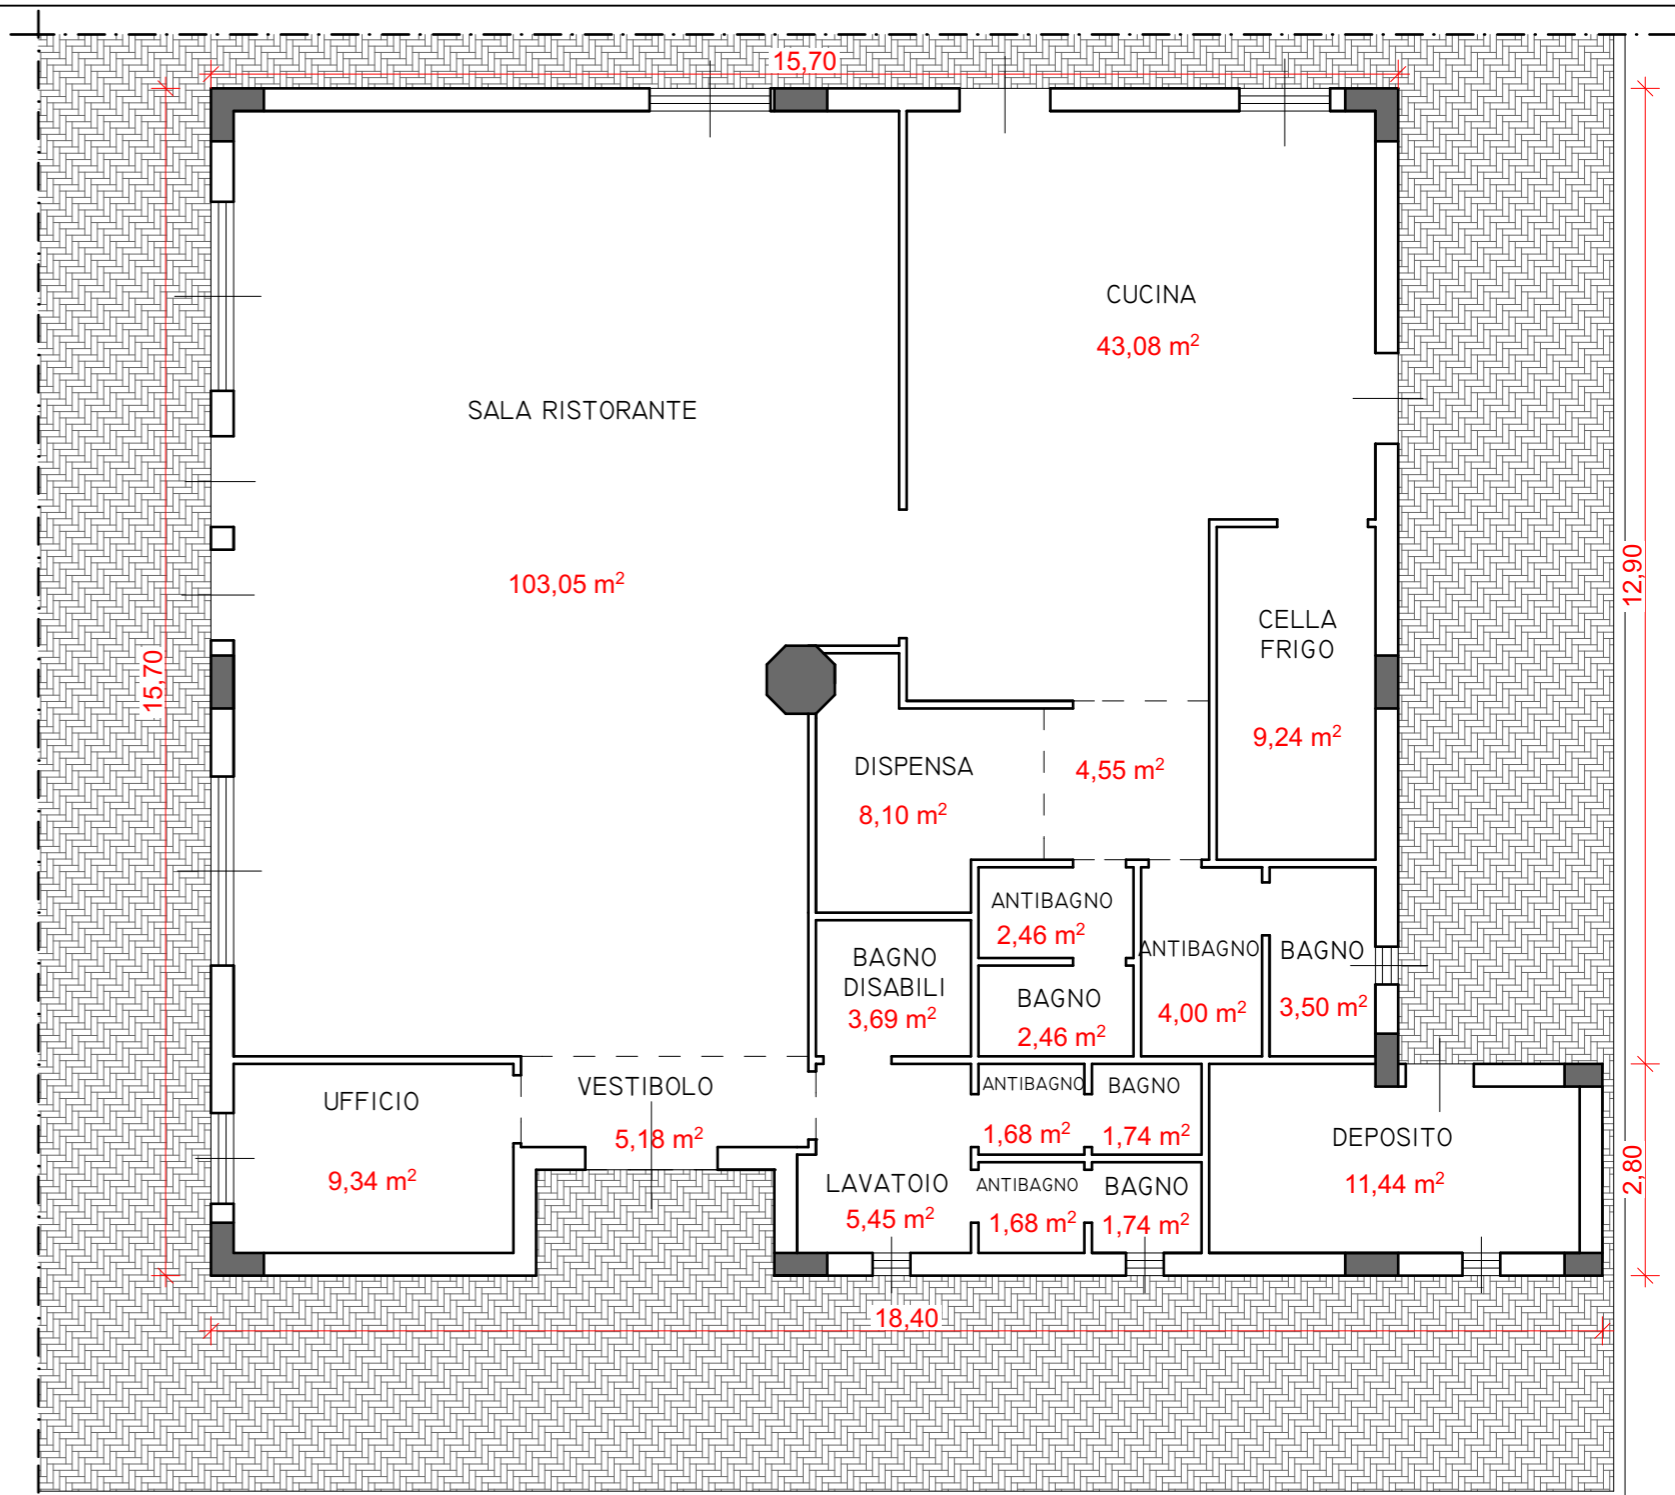 15,70
CUCINA
43,08 m²
SALA RISTORANTE
103,05 m²
12,90
CELLA
FRIGO
9,24 m²
15,70
DISPENSA
8,10 m²
4,55 m²
ANTIBAGNO
2,46 m²
BAGNO
DISABILI
3,69 m²
BAGNO
2,46 m²
ANTIBAGNO
4,00 m²
BAGNO
3,50 m²
UFFICIO
9,34 m²
VESTIBOLO
5,18 m²
ANTIBAGNO
1,68 m²
BAGNO
1,74 m²
DEPOSITO
11,44 m²
LAVATOIO
5,45 m²
ANTIBAGNO
1,68 m²
BAGNO
1,74 m²
2,80
18,40